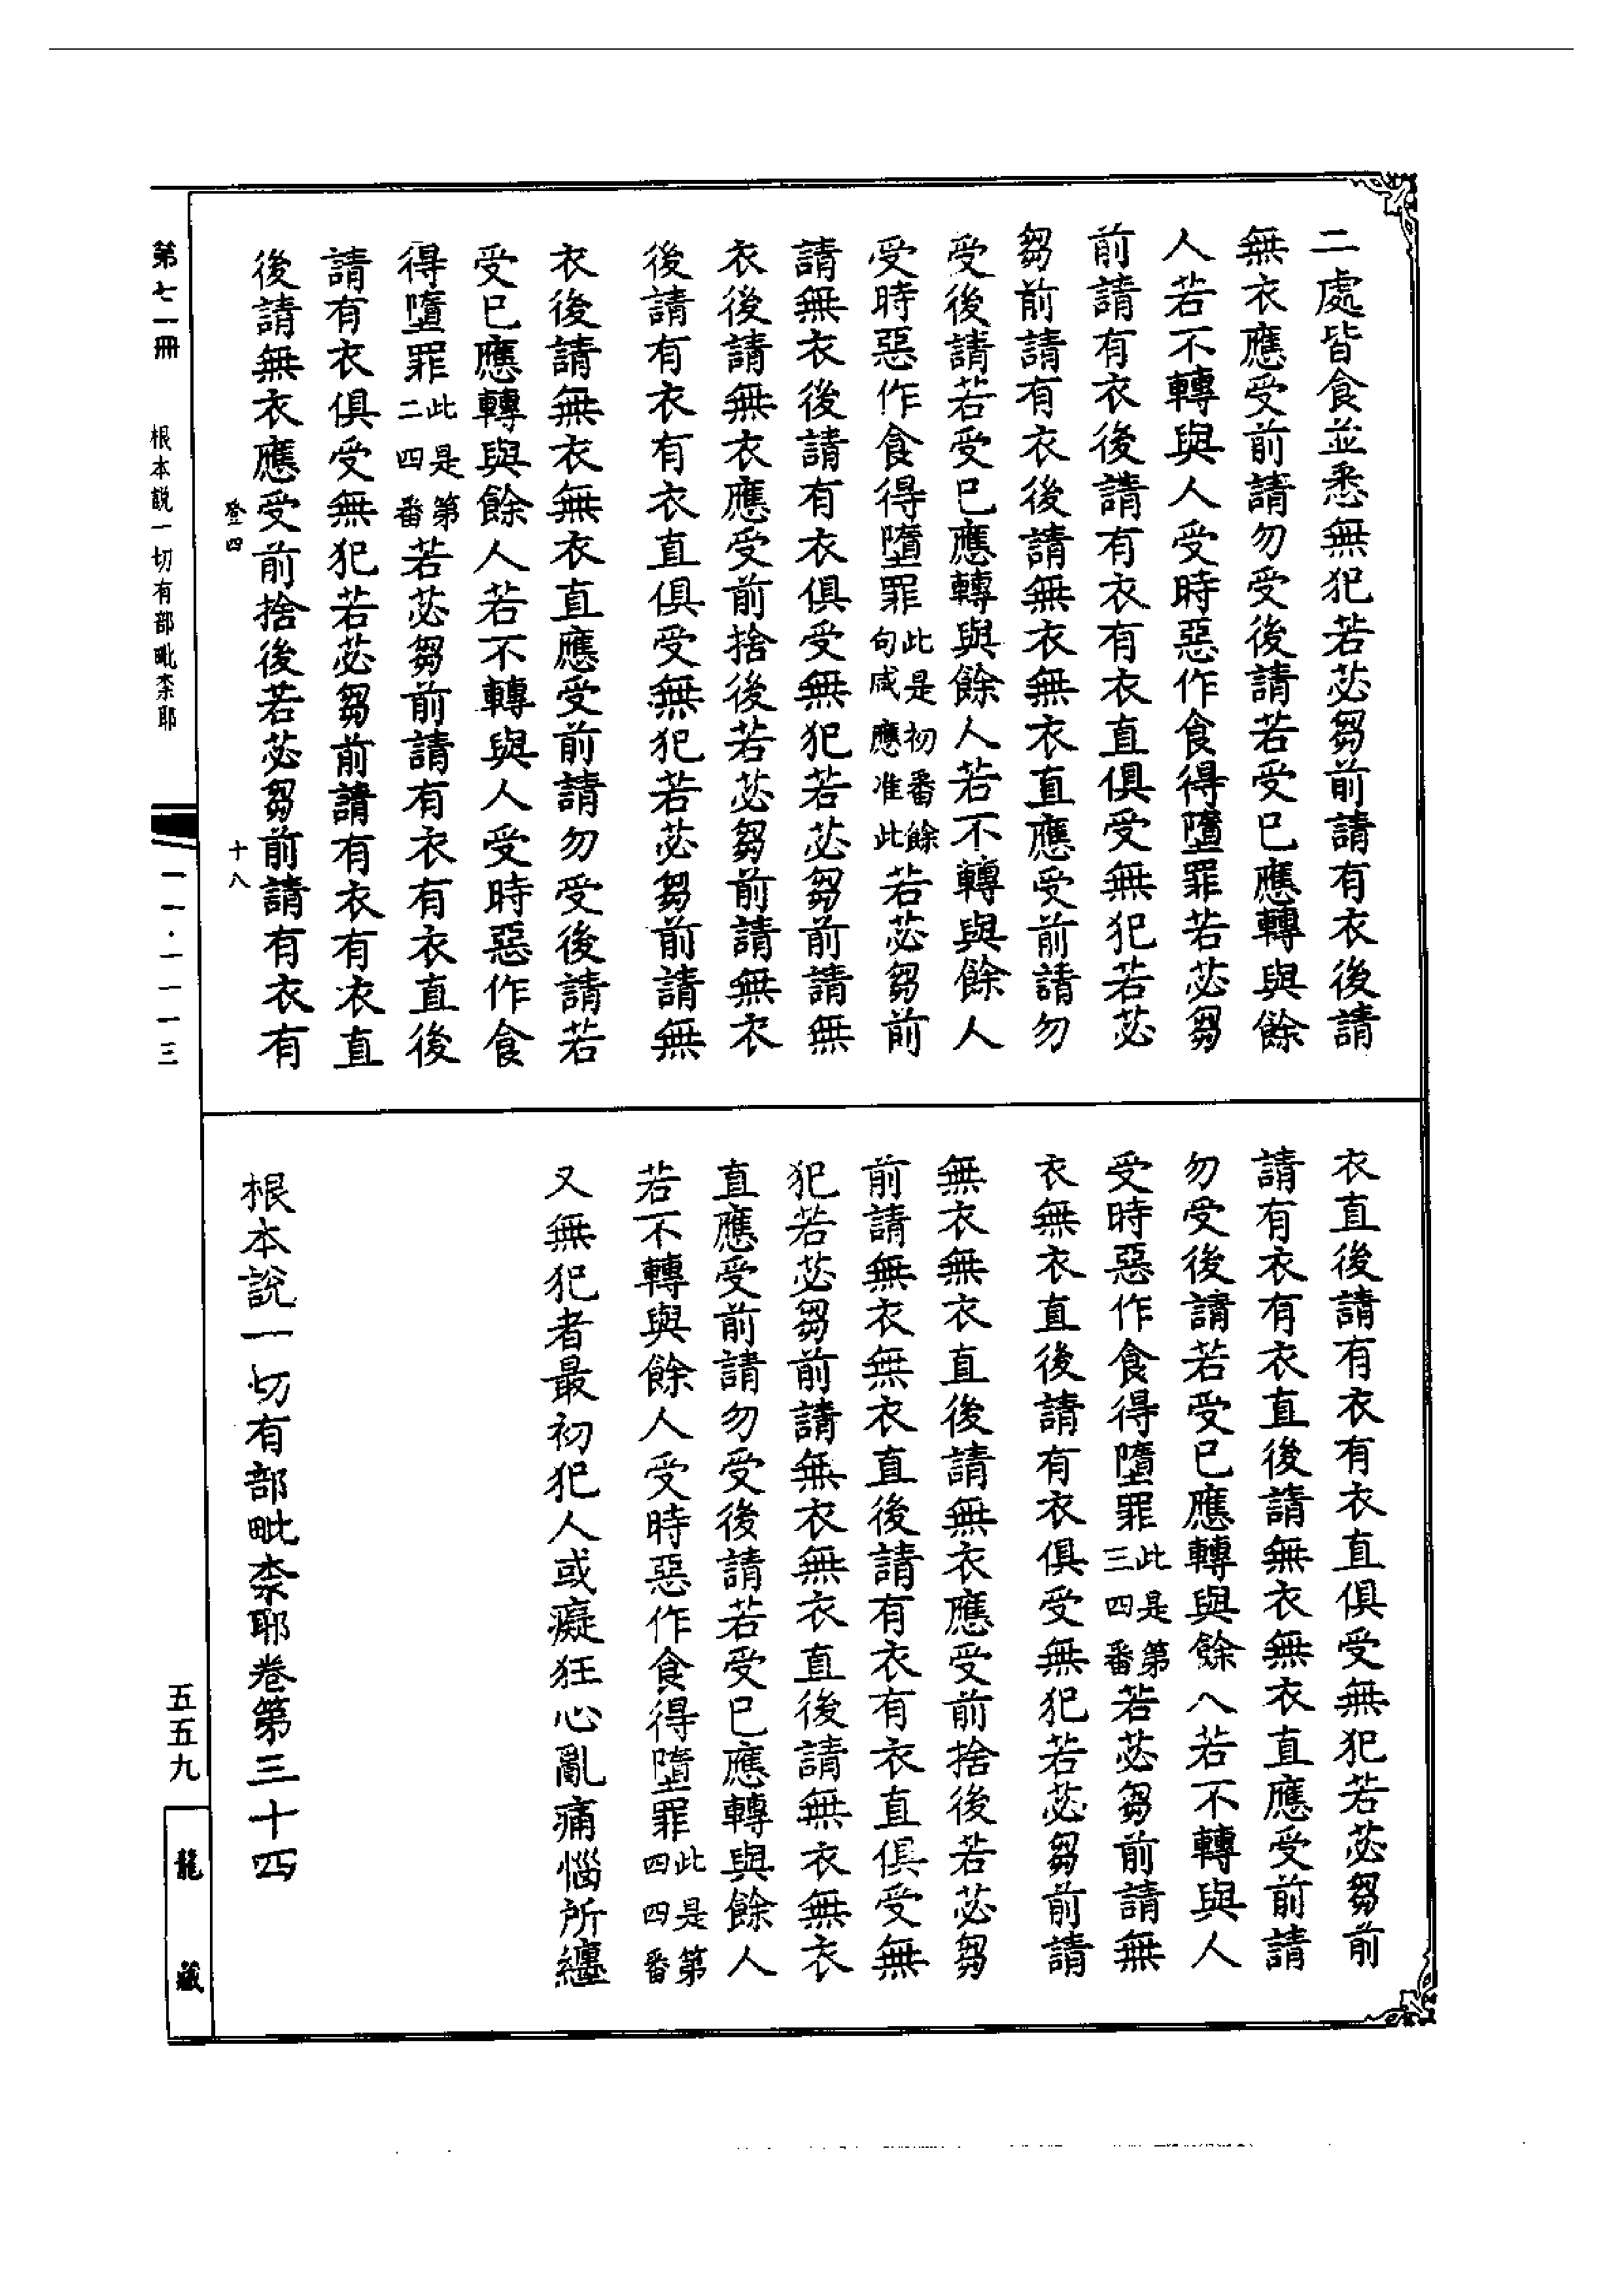 二處皆食並悉無犯若苾芻前請有衣後請
無衣應受前請勿受後請若受已應轉與餘
人若不轉與人受時惡作食得墮罪若苾芻
前請有衣後請有衣有衣直俱受無犯若苾
芻前請有衣後請無衣無衣直應受前請勿
受後請若受已應轉與餘人若不轉與餘人
受時惡作食得墮罪此是初番餘句咸應准此若苾芻前
請無衣後請有衣俱受無犯若苾芻前請無
衣後請無衣應受前捨後若苾芻前請無衣
後請有衣有衣直俱受無犯若苾芻前請無
衣後請無衣無衣直應受前請勿受後請若
受已應轉與餘人若不轉與人受時惡作食
得墮罪此是第二四番若苾芻前請有衣有衣直後
請有衣俱受無犯若苾芻前請有衣有衣直
後請無衣應受前捨後若苾芻前請有衣有
登四
十八
衣直後請有衣有衣直俱受無犯若苾芻前
請有衣有衣直後請無衣無衣直應受前請
勿受後請若受已應轉與餘人若不轉與人
受時惡作食得墮罪此是第三四番若苾芻前請無
衣無衣直後請有衣俱受無犯若苾芻前請
無衣無衣直後請無衣應受前捨後若苾芻
前請無衣無衣直後請有衣有衣直俱受無
犯若苾芻前請無衣無衣直後請無衣無衣
直應受前請勿受後請若受已應轉與餘人
若不轉與餘人受時惡作食得墮罪此是第四四番
又無犯者最初犯人或癡狂心亂痛惱所纏
根本說一切有部毗奈耶卷第三十四
第七一冊
根本説一切有部毗柰耶
一一·一一一三
五五九
龍藏